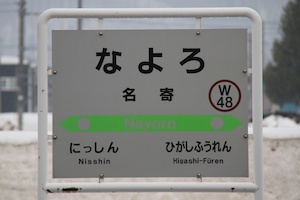 なよろ
名寄
W
48
Nayoro
にっしん ひがしふうれん
Nisshin Higashi-Fūren